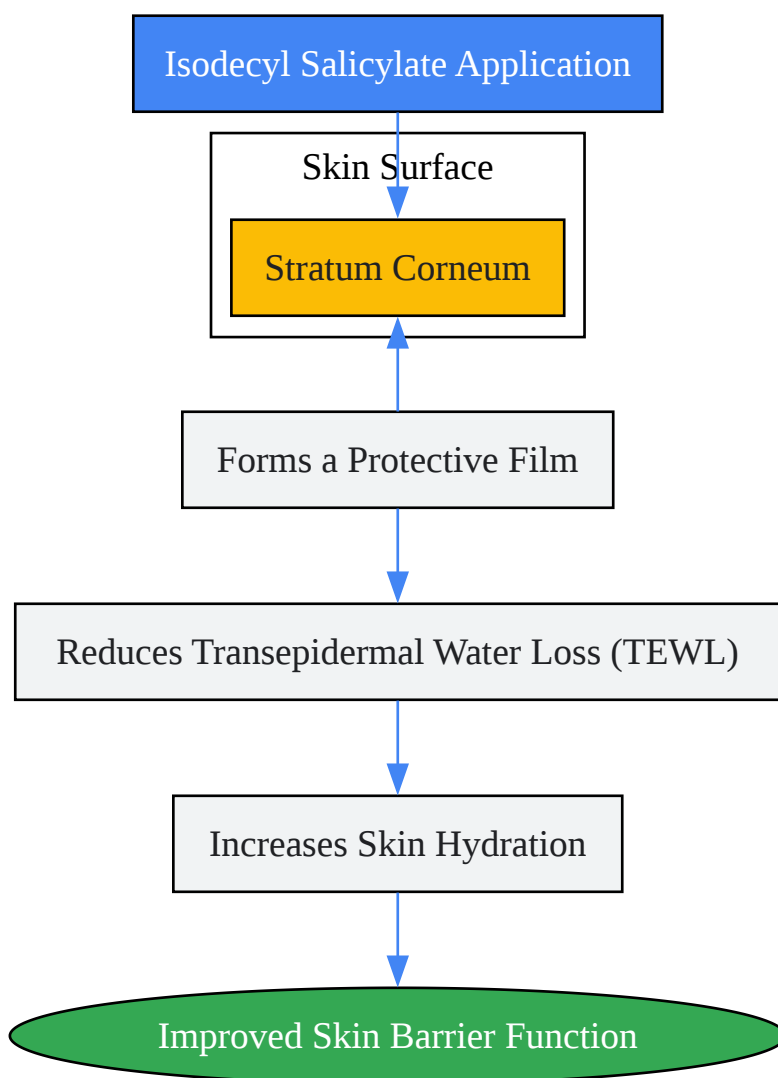 Isodecyl Salicylate Application
Skin Surface
Stratum Corneum
Forms a Protective Film
Reduces Transepidermal Water Loss (TEWL)
Increases Skin Hydration
Improved Skin Barrier Function